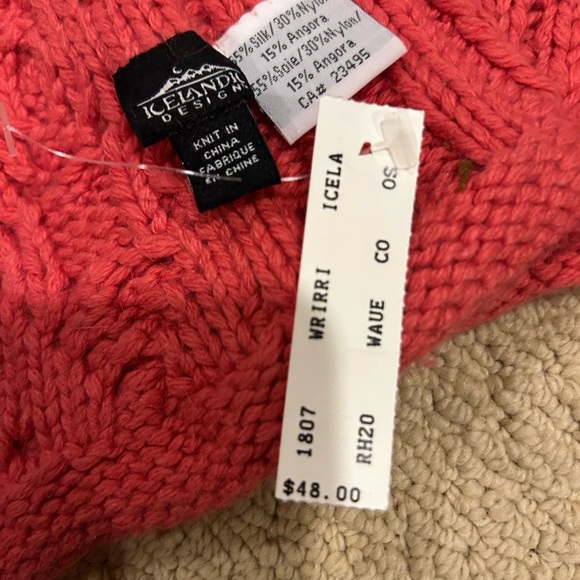 ICELANDIC
DESIGN
KNIT IN
CHINA
FABRIQUE
EN CHINE
55%Silk/30%Nylon/
15% Angora
55%Soie/30%Nylon/
15% Angora
CA# 23495
1807 WRIRRI ICELA
RH20 WAUE CO OS
$48.00